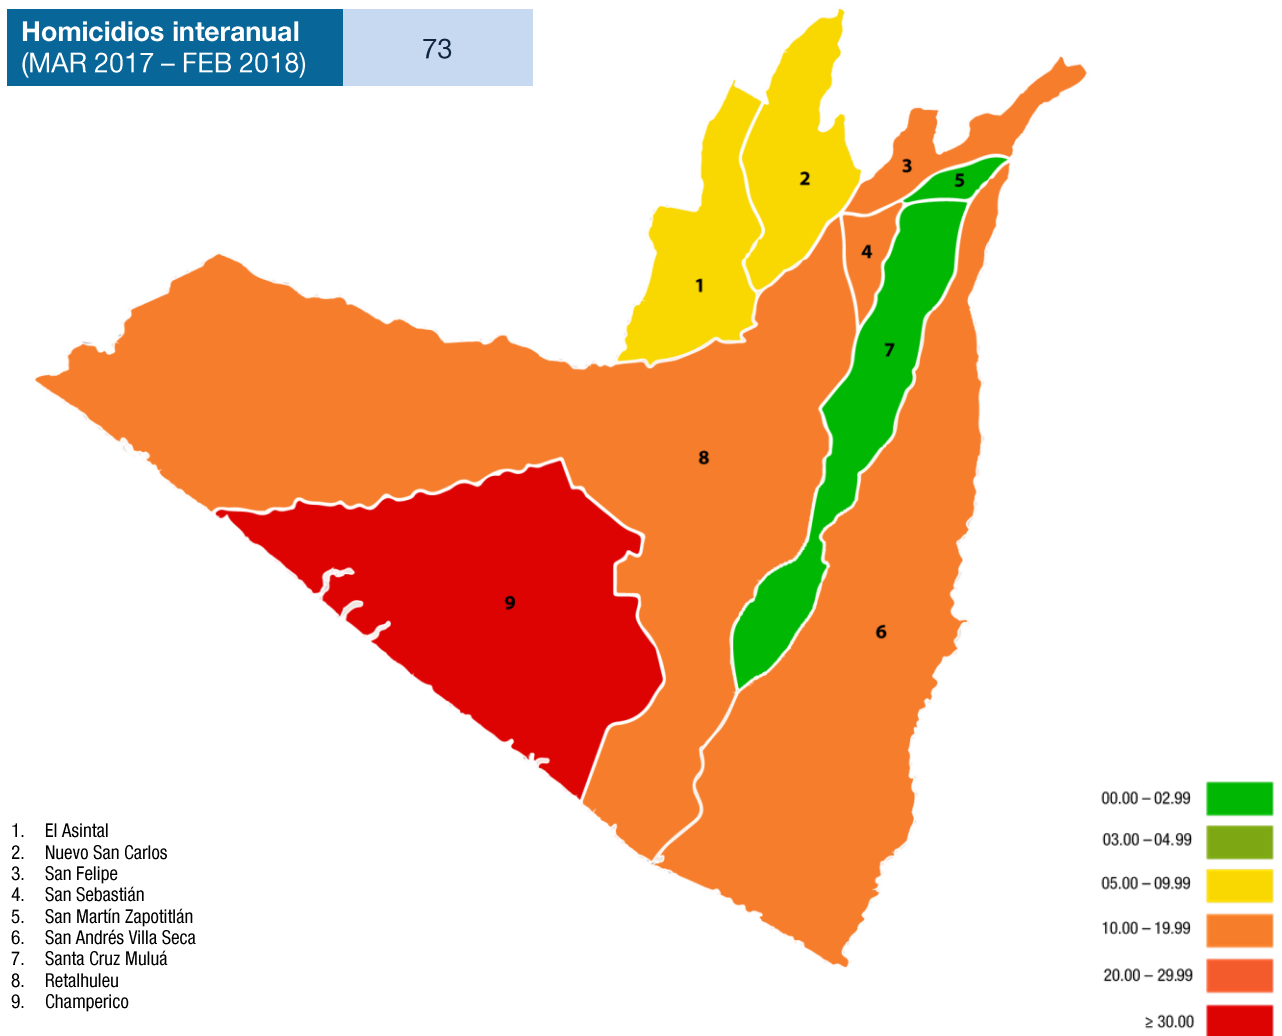 Homicidios interanual
(MAR 2017 – FEB 2018)
73
1
2
3
4
5
6
7
8
9
1. El Asintal
2. Nuevo San Carlos
3. San Felipe
4. San Sebastián
5. San Martín Zapotitlán
6. San Andrés Villa Seca
7. Santa Cruz Muluá
8. Retalhuleu
9. Champerico
00.00 – 02.99
03.00 – 04.99
05.00 – 09.99
10.00 – 19.99
20.00 – 29.99
≥ 30.00